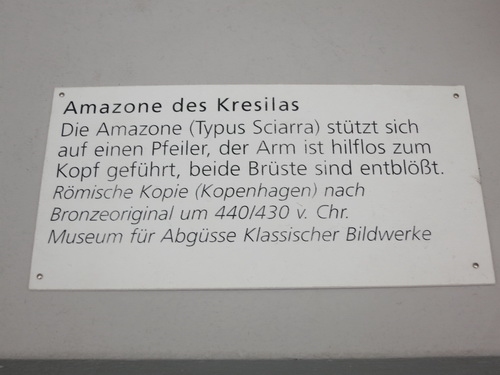 Amazone des Kresilas
Die Amazone (Typus Sciarra) stützt sich
auf einen Pfeiler, der Arm ist hilflos zum
Kopf geführt, beide Brüste sind entblößt.
Römische Kopie (Kopenhagen) nach
Bronzeoriginal um 440/430 v. Chr.
Museum für Abgüsse Klassischer Bildwerke